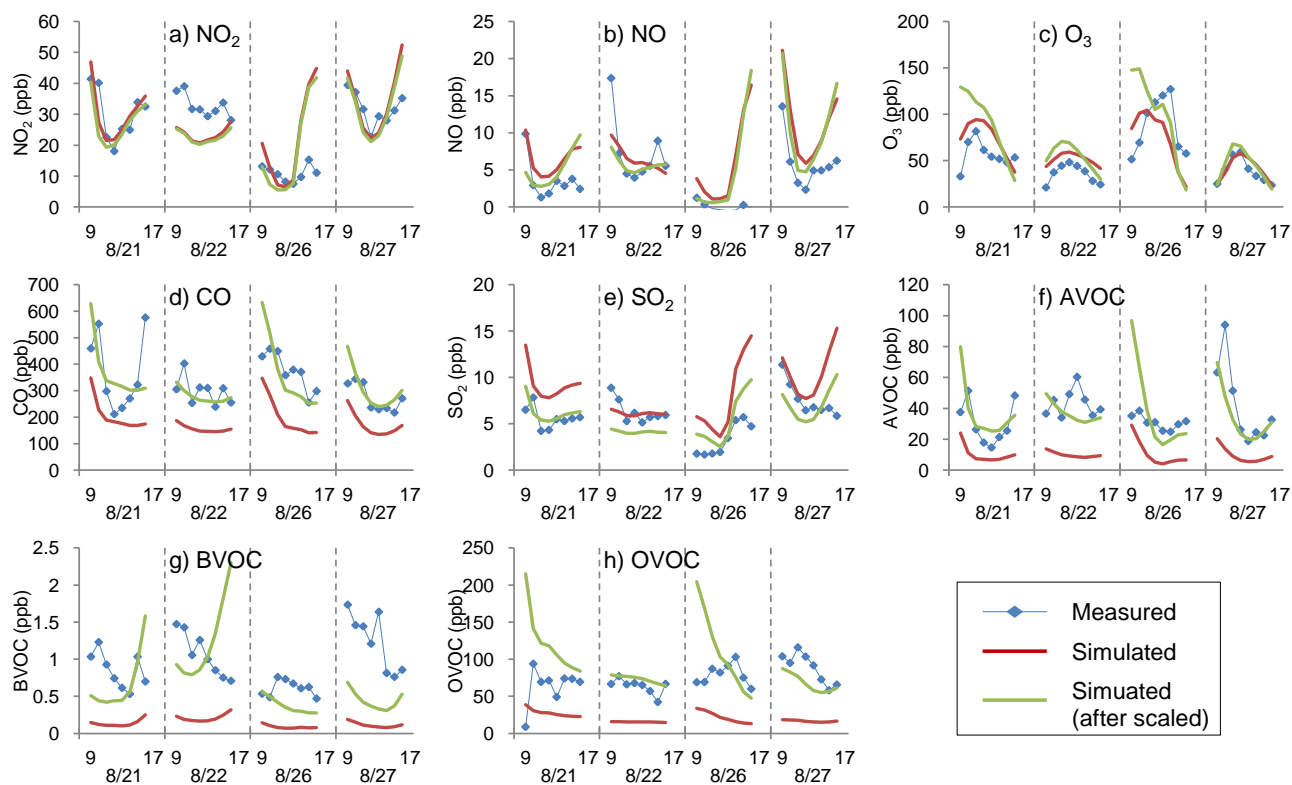 a) NO2
NO2 (ppb)
60
50
40
30
20
10
0
9 17 9 17 9 17 9 17
8/21 8/22 8/26 8/27
b) NO
NO (ppb)
25
20
15
10
5
0
9 17 9 17 9 17 9 17
8/21 8/22 8/26 8/27
c) O3
O3 (ppb)
200
150
100
50
0
9 17 9 17 9 17 9 17
8/21 8/22 8/26 8/27
d) CO
CO (ppb)
700
600
500
400
300
200
100
0
9 17 9 17 9 17 9 17
8/21 8/22 8/26 8/27
e) SO2
SO2 (ppb)
20
15
10
5
0
9 17 9 17 9 17 9 17
8/21 8/22 8/26 8/27
f) AVOC
AVOC (ppb)
120
100
80
60
40
20
0
9 17 9 17 9 17 9 17
8/21 8/22 8/26 8/27
g) BVOC
BVOC (ppb)
2.5
2
1.5
1
0.5
0
9 17 9 17 9 17 9 17
8/21 8/22 8/26 8/27
h) OVOC
OVOC (ppb)
250
200
150
100
50
0
9 17 9 17 9 17 9 17
8/21 8/22 8/26 8/27
Measured
Simulated
Simuated
(after scaled)